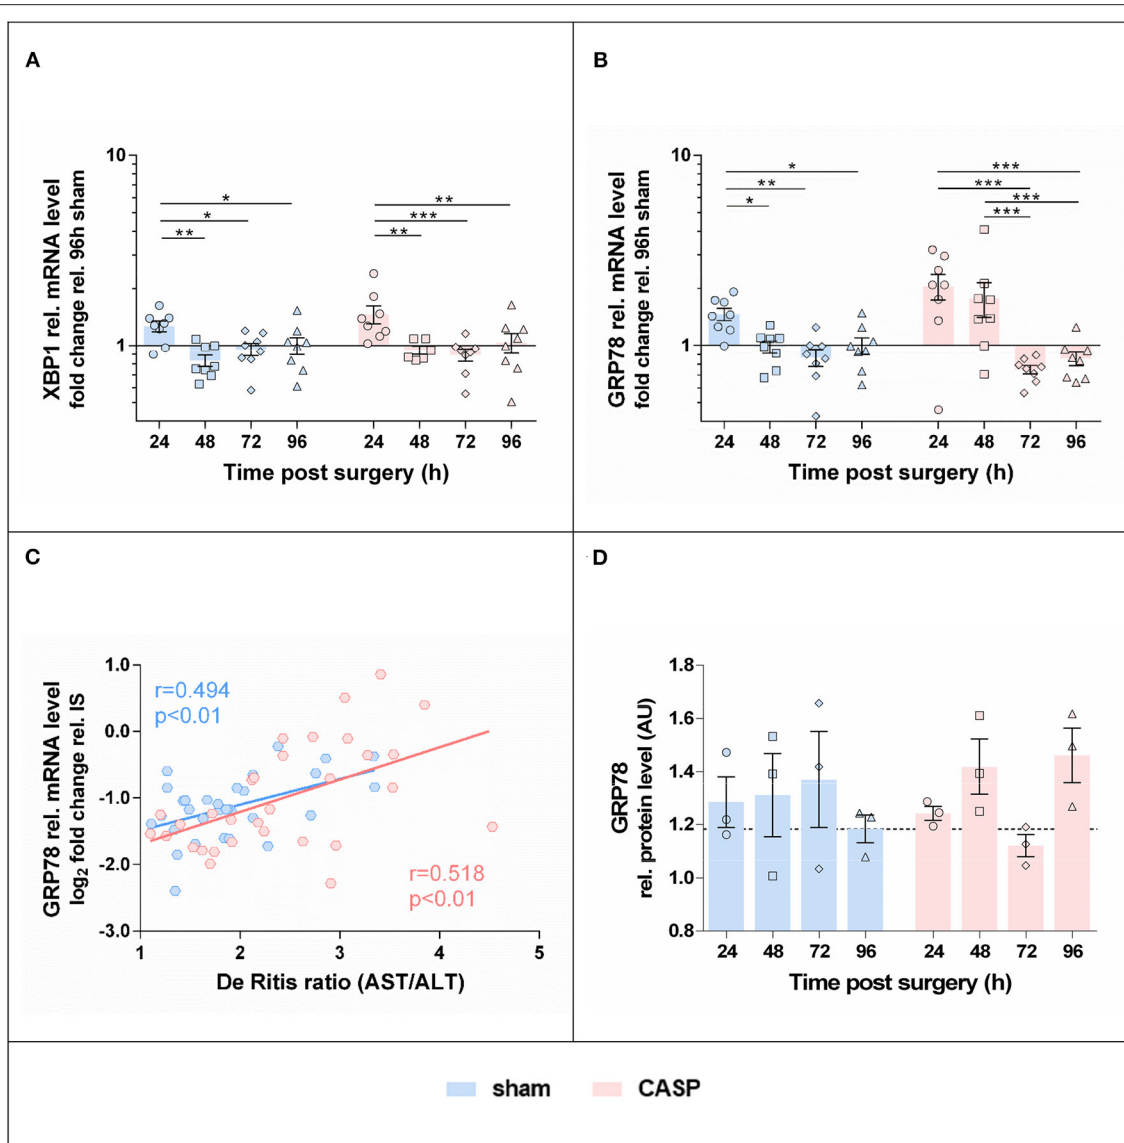 A
XBP1 rel. mRNA level
fold change rel. 96h sham
10
1
*
*
**
**
***
**
24 48 72 96 24 48 72 96
Time post surgery (h)
B
GRP78 rel. mRNA level
fold change rel. 96h sham
10
1
*
**
*
***
***
***
***
24 48 72 96 24 48 72 96
Time post surgery (h)
C
GRP78 rel. mRNA level
log2 fold change rel. IS
1.0
0.0
-1.0
-2.0
-3.0
r=0.494
p<0.01
r=0.518
p<0.01
1 2 3 4 5
De Ritis ratio (AST/ALT)
D
GRP78
rel. protein level (AU)
1.8
1.6
1.4
1.2
1.0
0.8
24 48 72 96 24 48 72 96
Time post surgery (h)
sham CASP